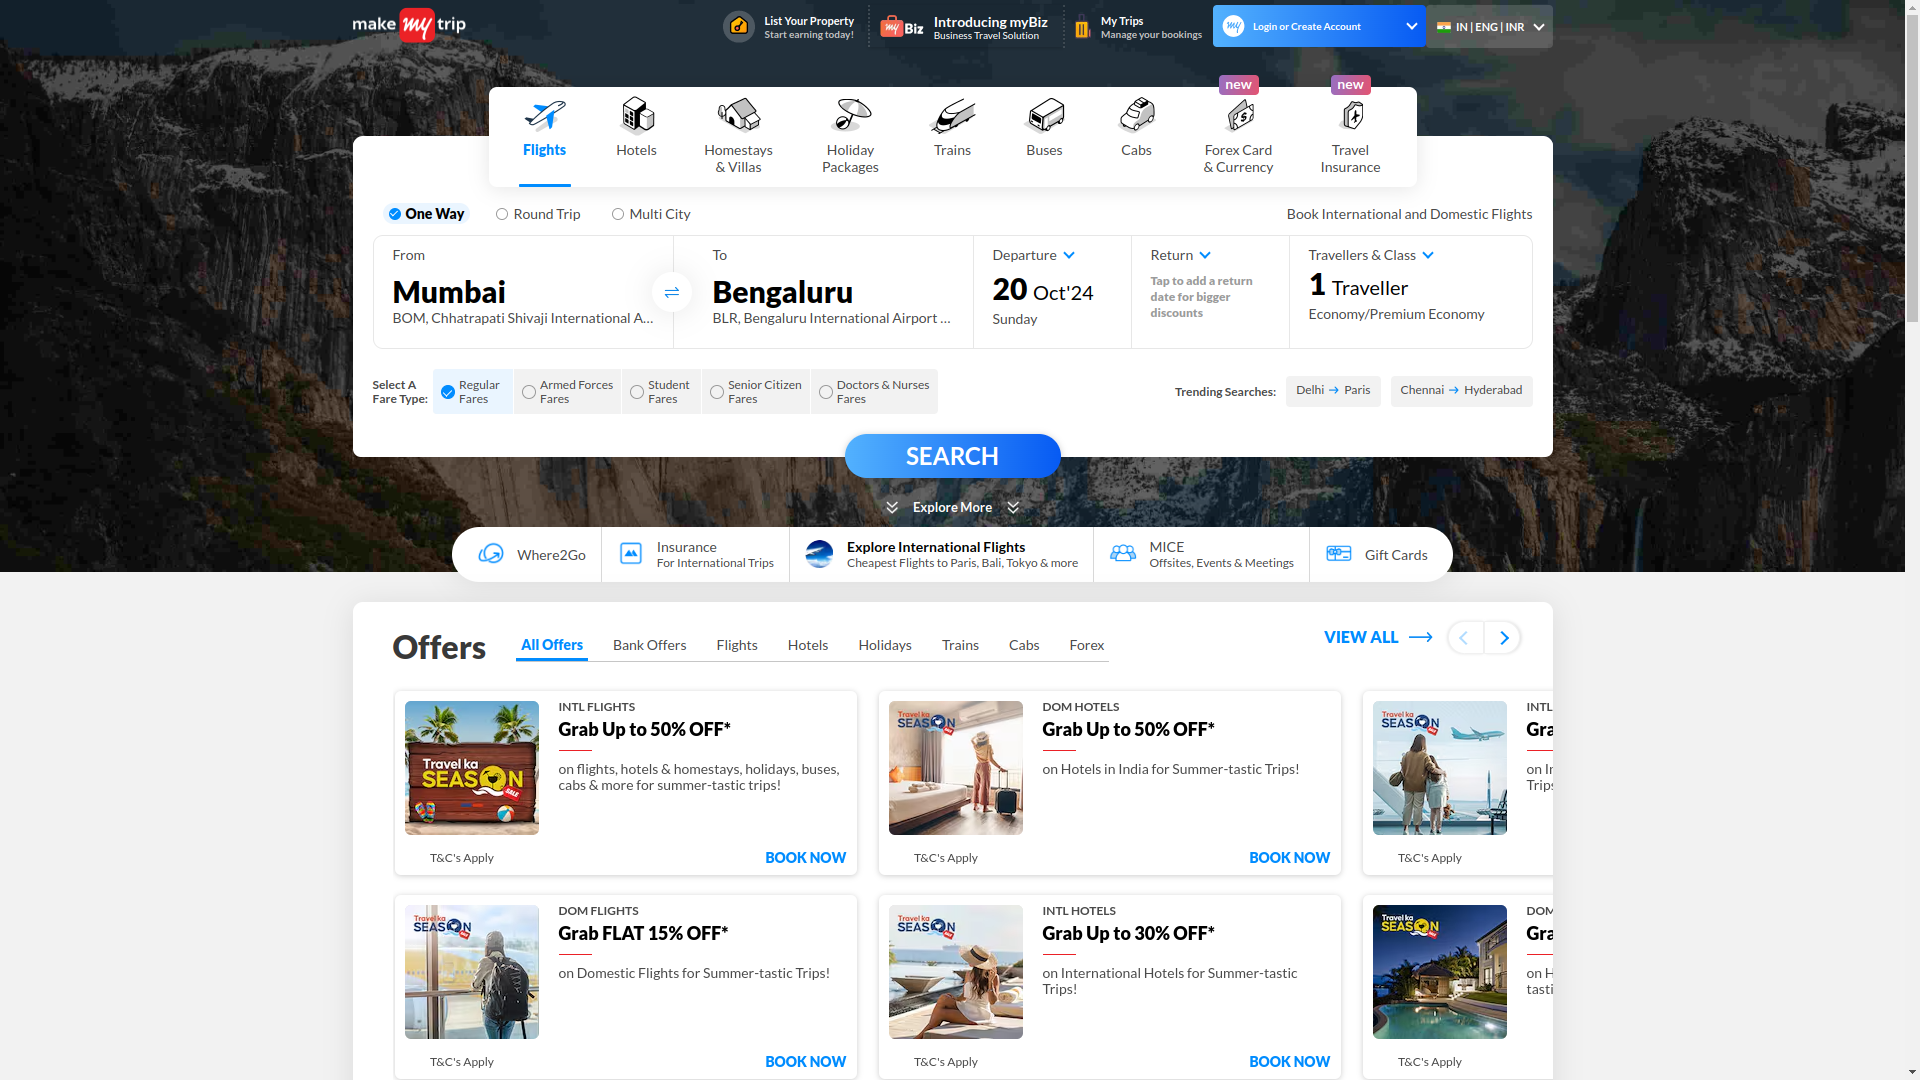 make my trip
List Your Property
Start earning today!
my Biz
Introducing myBiz
Business Travel Solution
My Trips
Manage your bookings
my
Login or Create Account
IN | ENG | INR
new
new
Flights
Hotels
Homestays
& Villas
Holiday
Packages
Trains
Buses
Cabs
Forex Card
& Currency
Travel
Insurance
One Way
Round Trip
Multi City
Book International and Domestic Flights
From
Mumbai
BOM, Chhatrapati Shivaji International A...
To
Bengaluru
BLR, Bengaluru International Airport ...
Departure
20 Oct'24
Sunday
Return
Tap to add a return
date for bigger
discounts
Travellers & Class
1 Traveller
Economy/Premium Economy
Select A
Fare Type:
Regular
Fares
Armed Forces
Fares
Student
Fares
Senior Citizen
Fares
Doctors & Nurses
Fares
Trending Searches:
Delhi → Paris
Chennai → Hyderabad
SEARCH
Explore More
Where2Go
Insurance
For International Trips
Explore International Flights
Cheapest Flights to Paris, Bali, Tokyo & more
MICE
Offsites, Events & Meetings
Gift Cards
Offers
All Offers
Bank Offers
Flights
Hotels
Holidays
Trains
Cabs
Forex
VIEW ALL
Travel ka
SEASON
SALE
INTL FLIGHTS
Grab Up to 50% OFF*
on flights, hotels & homestays, holidays, buses,
cabs & more for summer-tastic trips!
T&C's Apply
BOOK NOW
Travel ka
SEASON
DOM HOTELS
Grab Up to 50% OFF*
on Hotels in India for Summer-tastic Trips!
T&C's Apply
BOOK NOW
Travel ka
SEASON
INTL
Gra
on In
Trips
T&C's Apply
Travel ka
SEASON
DOM FLIGHTS
Grab FLAT 15% OFF*
on Domestic Flights for Summer-tastic Trips!
T&C's Apply
BOOK NOW
Travel ka
SEASON
INTL HOTELS
Grab Up to 30% OFF*
on International Hotels for Summer-tastic
Trips!
T&C's Apply
BOOK NOW
Travel ka
SEASON
DOM
Gra
on H
tasti
T&C's Apply